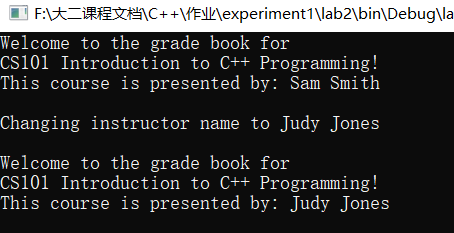 F:\大二课程文档\C++\作业\experiment1\lab2\bin\Debug\la
Welcome to the grade book for
CS101 Introduction to C++ Programming!
This course is presented by: Sam Smith

Changing instructor name to Judy Jones

Welcome to the grade book for
CS101 Introduction to C++ Programming!
This course is presented by: Judy Jones